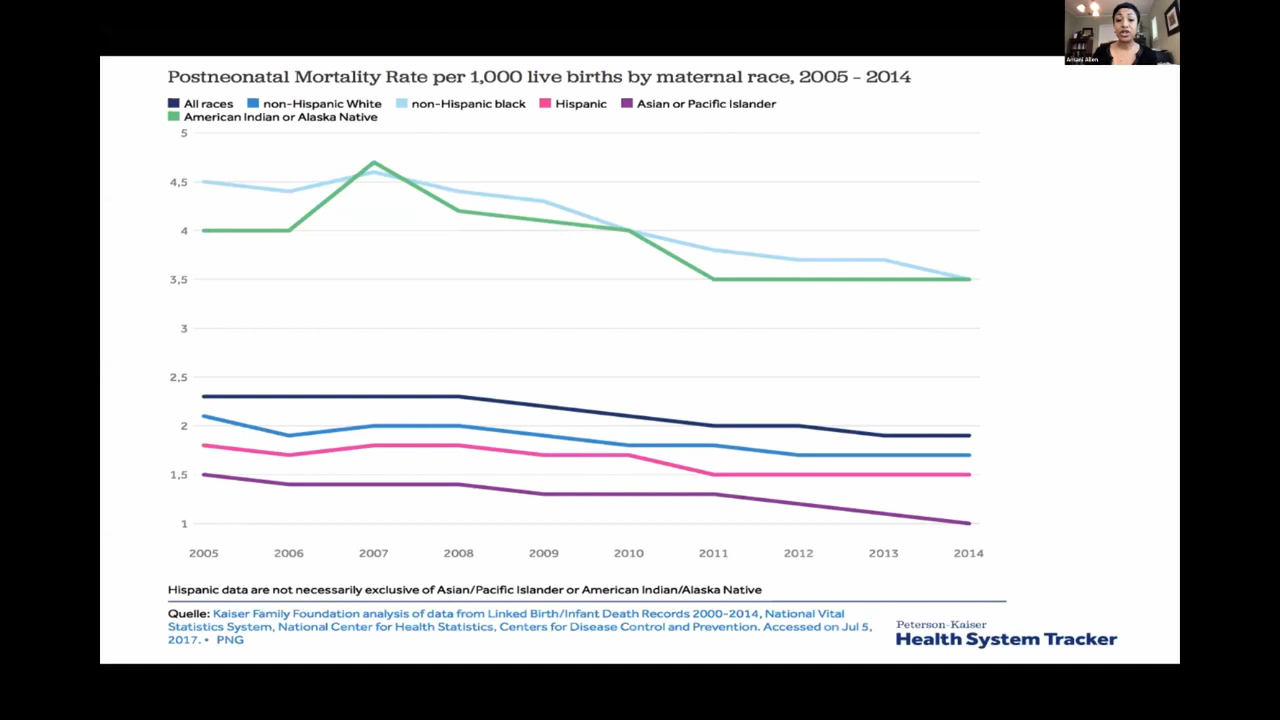 Amani Allen
Postneonatal Mortality Rate per 1,000 live births by maternal race, 2005 - 2014
All races non-Hispanic White non-Hispanic black Hispanic Asian or Pacific Islander
American Indian or Alaska Native
5
4,5
4
3,5
3
2,5
2
1,5
1
2005 2006 2007 2008 2009 2010 2011 2012 2013 2014
Hispanic data are not necessarily exclusive of Asian/Pacific Islander or American Indian/Alaska Native
Quelle: Kaiser Family Foundation analysis of data from Linked Birth/Infant Death Records 2000-2014, National Vital
Statistics System, National Center for Health Statistics, Centers for Disease Control and Prevention. Accessed on Jul 5,
2017. • PNG
Peterson-Kaiser
Health System Tracker